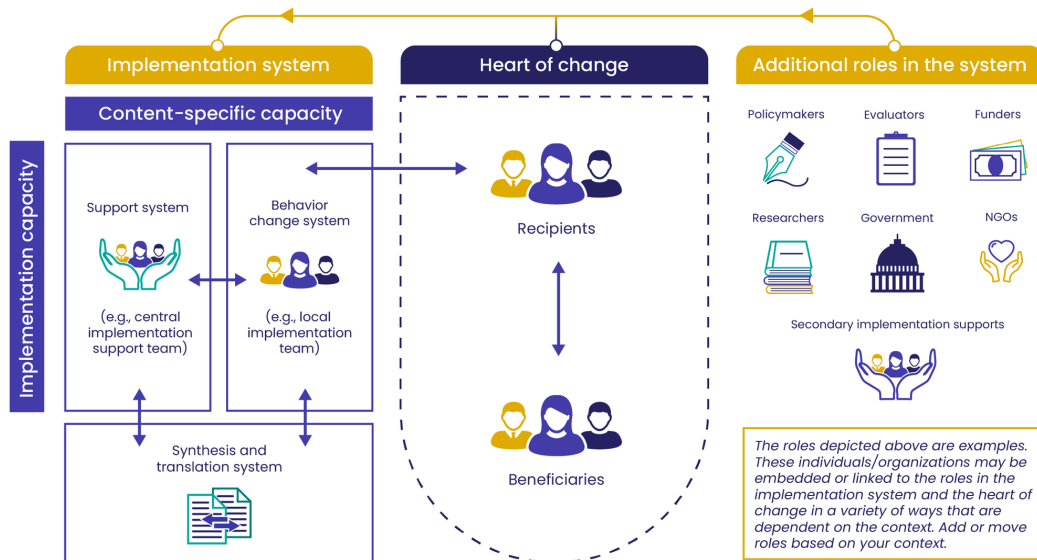 Implementation system
Heart of change
Additional roles in the system
Content-specific capacity
Implementation capacity
Support system
(e.g., central
implementation
support team)
Behavior
change system
(e.g., local
implementation
team)
Synthesis and
translation system
Recipients
Beneficiaries
Policymakers
Evaluators
Funders
Researchers
Government
NGOs
Secondary implementation supports
The roles depicted above are examples.
These individuals/organizations may be
embedded or linked to the roles in the
implementation system and the heart of
change in a variety of ways that are
dependent on the context. Add or move
roles based on your context.